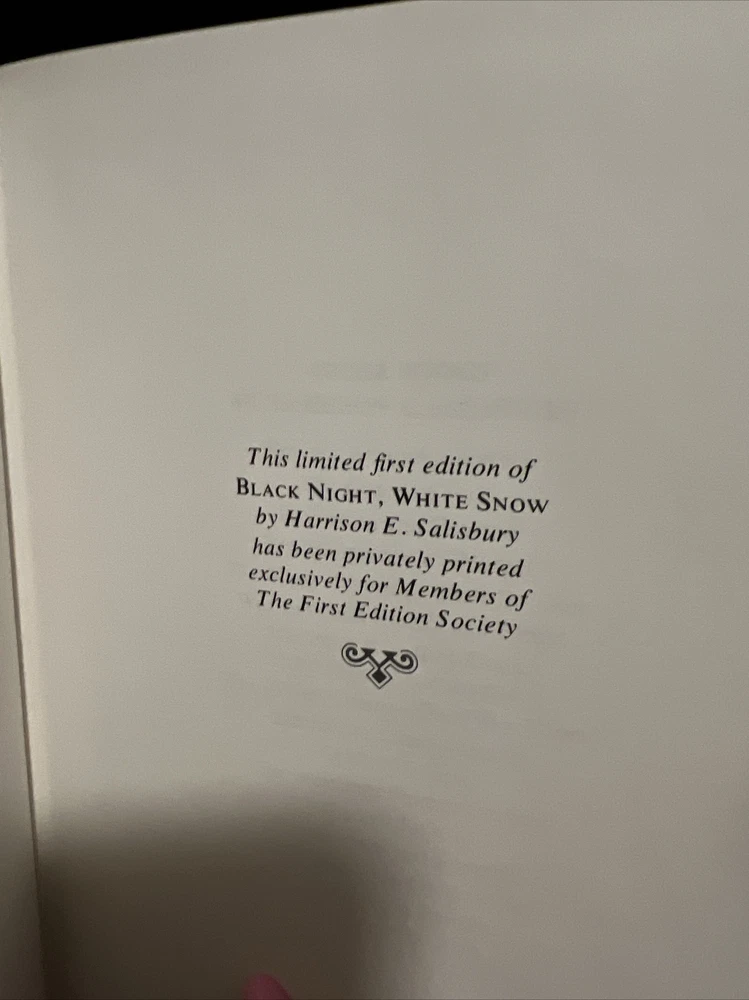 This limited first edition of
BLACK NIGHT, WHITE SNOW
by Harrison E. Salisbury
has been privately printed
exclusively for Members of
The First Edition Society